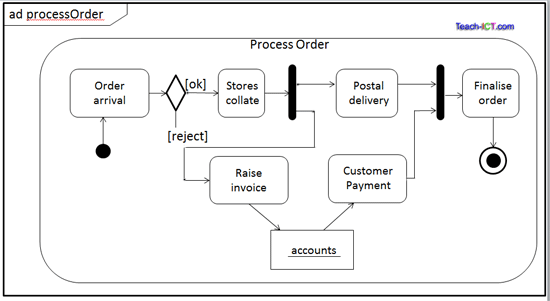 ad processOrder
Teach-ICT.com
Process Order
Order
arrival
[ok]
Stores
collate
Postal
delivery
Finalise
order
[reject]
Raise
invoice
Customer
Payment
accounts